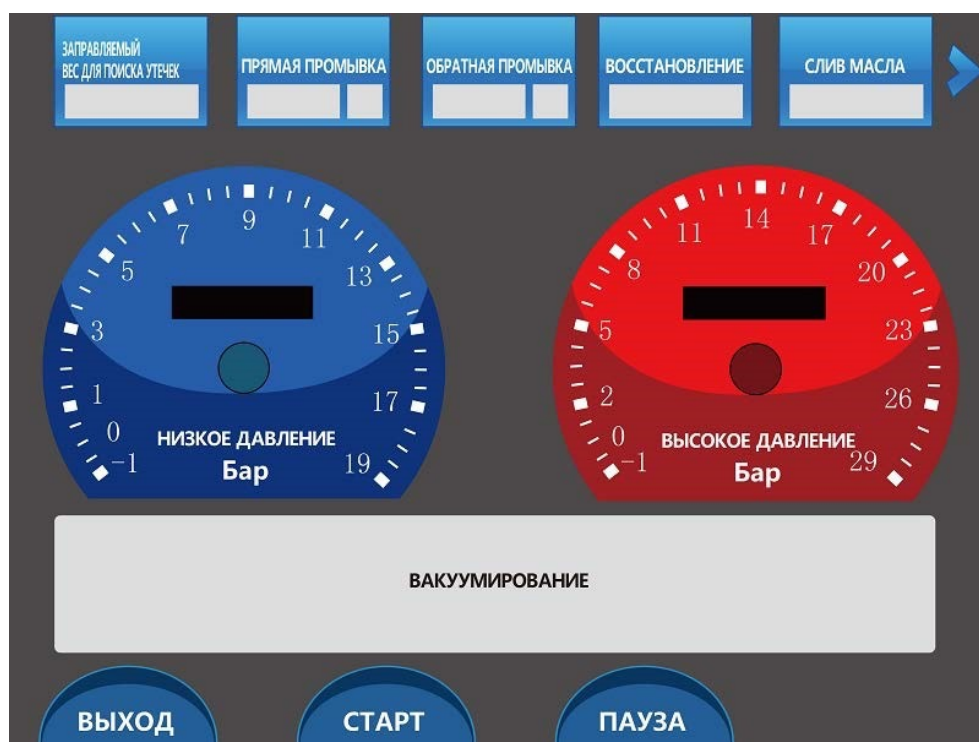 ЗАПРАВЛЯЕМЫЙ
ВЕС ДЛЯ ПОИСКА УТЕЧЕК
ПРЯМАЯ ПРОМЫВКА
ОБРАТНАЯ ПРОМЫВКА
ВОССТАНОВЛЕНИЕ
СЛИВ МАСЛА
-1
0
1
3
5
7
9
11
13
15
17
19
НИЗКОЕ ДАВЛЕНИЕ
Бар
-1
0
2
5
8
11
14
17
20
23
26
29
ВЫСОКОЕ ДАВЛЕНИЕ
Бар
ВАКУУМИРОВАНИЕ
ВЫХОД
СТАРТ
ПАУЗА